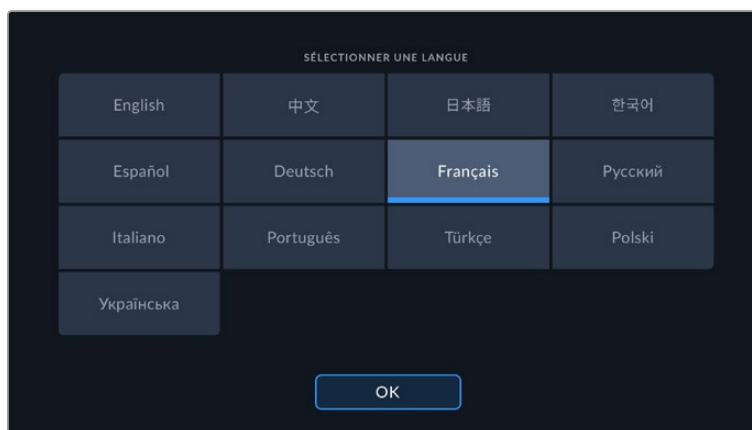 SÉLECTIONNER UNE LANGUE
English 中文 日本語 한국어
Español Deutsch Français Русский
Italiano Português Türkçe Polski
Українська
OK